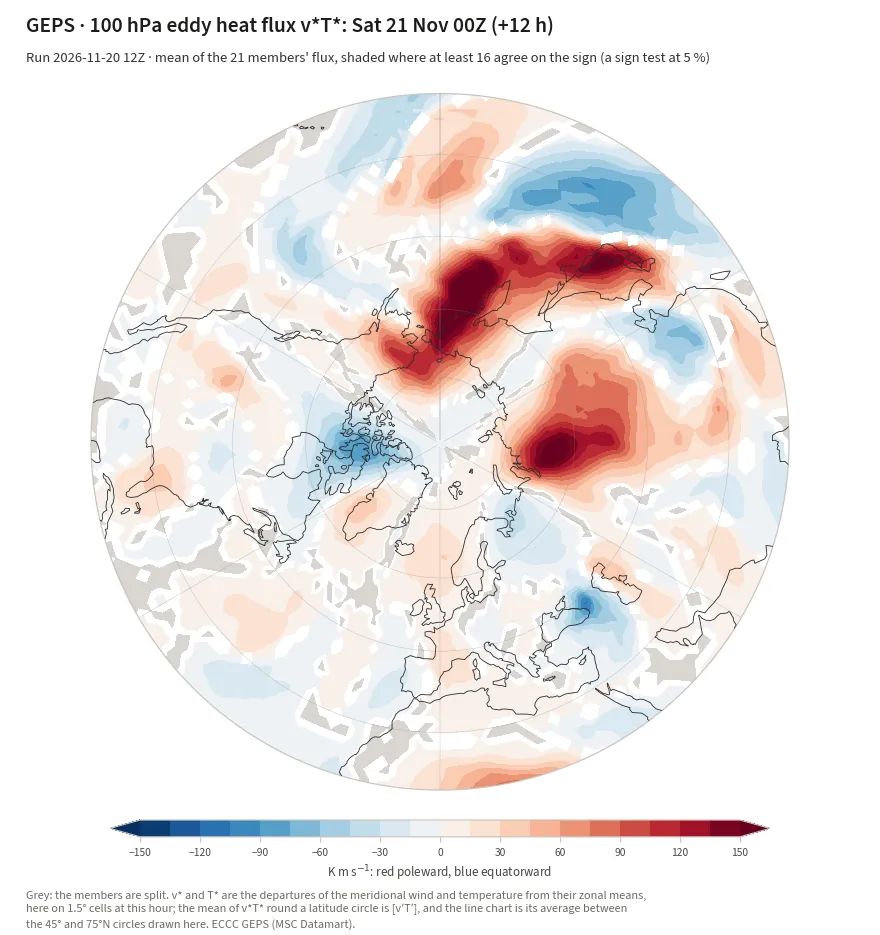 GEPS · 100 hPa eddy heat flux v*T*: Sat 21 Nov 00Z (+12 h)
Run 2026-11-20 12Z · mean of the 21 members' flux, shaded where at least 16 agree on the sign (a sign test at 5 %)
−150 −120 −90 −60 −30 0 30 60 90 120 150
K m s⁻¹: red poleward, blue equatorward
Grey: the members are split. v* and T* are the departures of the meridional wind and temperature from their zonal means,
here on 1.5° cells at this hour; the mean of v*T* round a latitude circle is [v'T'], and the line chart is its average between
the 45° and 75°N circles drawn here. ECCC GEPS (MSC Datamart).